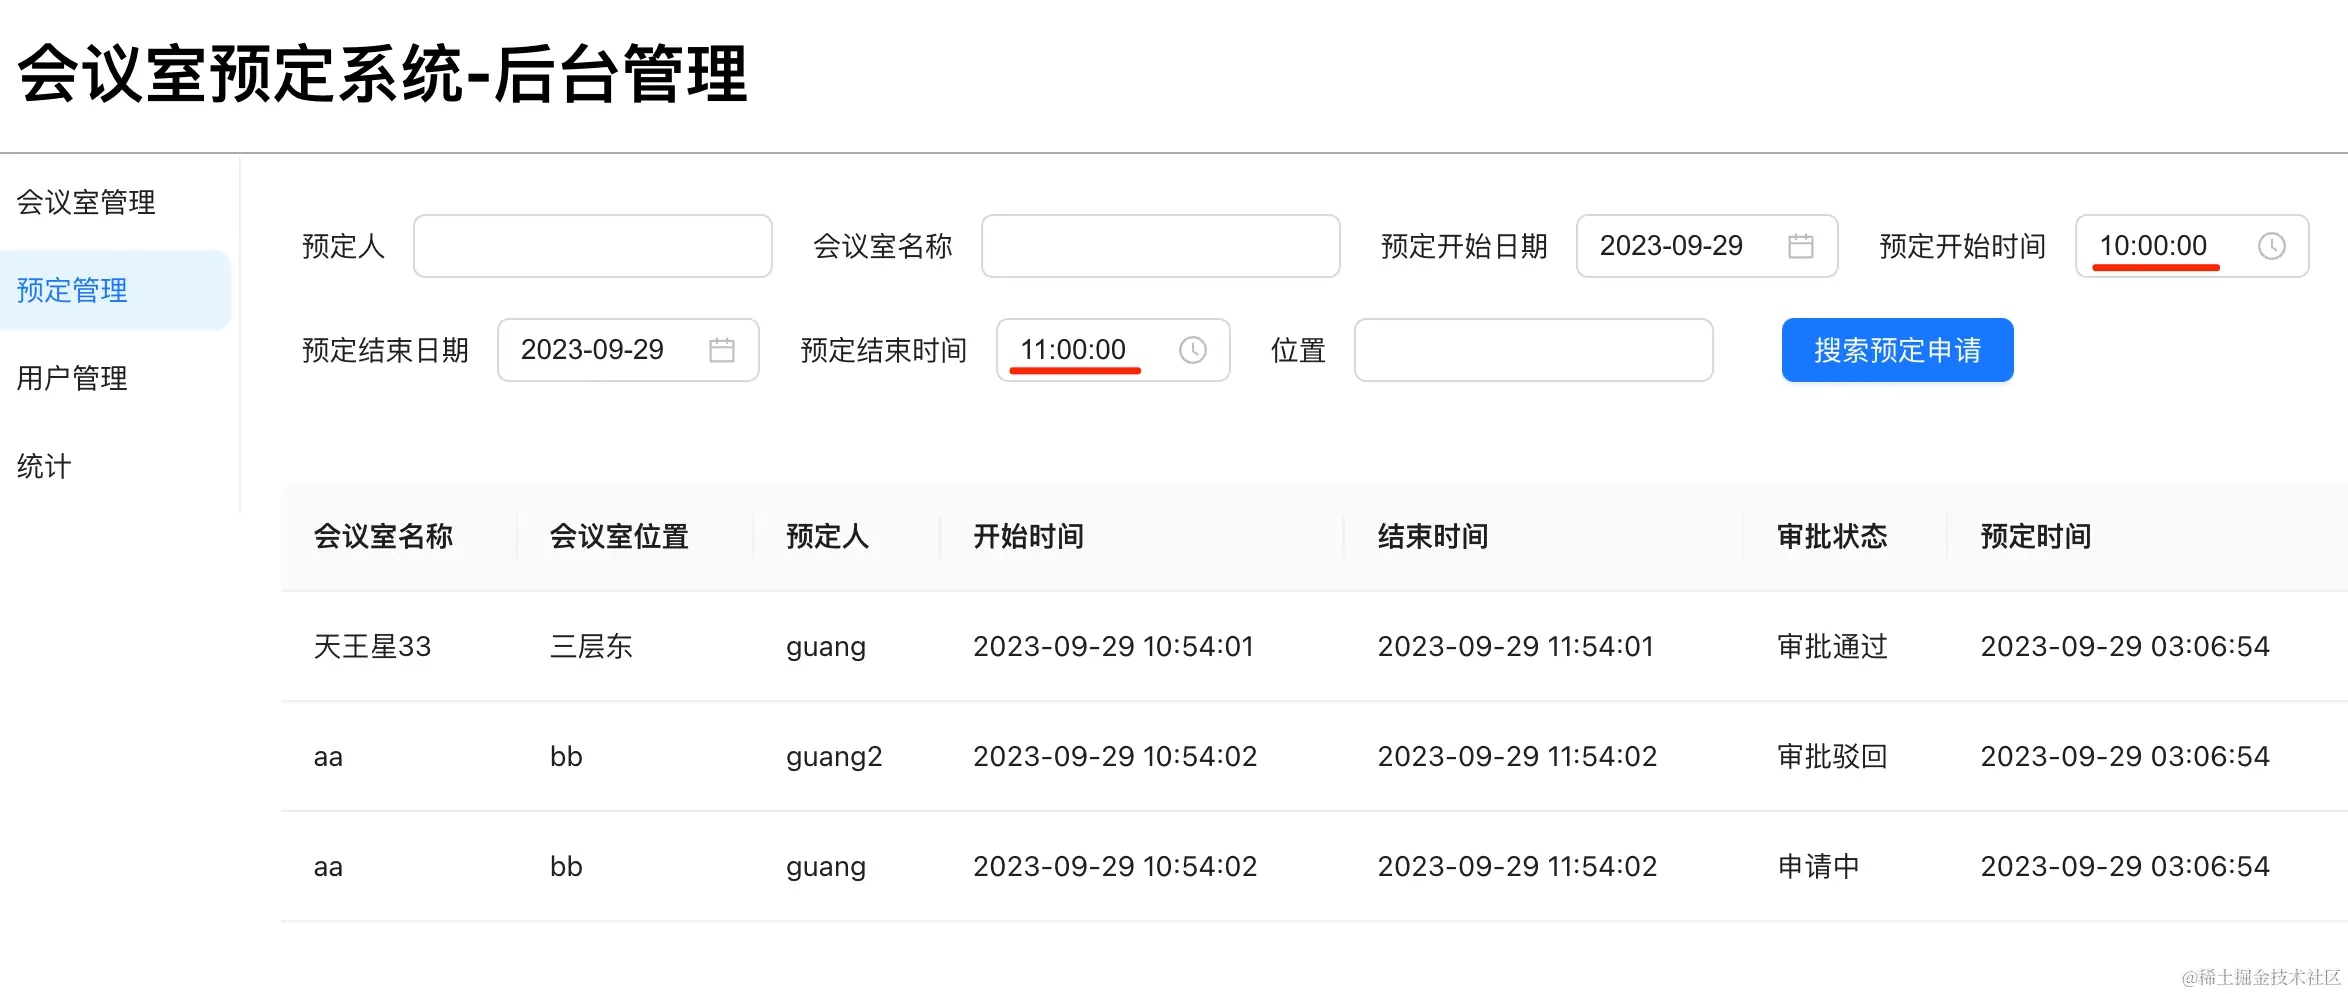 会议室预定系统-后台管理
会议室管理
预定管理
用户管理
统计
预定人 会议室名称 预定开始日期 2023-09-29 预定开始时间 10:00:00
预定结束日期 2023-09-29 预定结束时间 11:00:00 位置 搜索预定申请
会议室名称 会议室位置 预定人 开始时间 结束时间 审批状态 预定时间
天王星33 三层东 guang 2023-09-29 10:54:01 2023-09-29 11:54:01 审批通过 2023-09-29 03:06:54
aa bb guang2 2023-09-29 10:54:02 2023-09-29 11:54:02 审批驳回 2023-09-29 03:06:54
aa bb guang 2023-09-29 10:54:02 2023-09-29 11:54:02 申请中 2023-09-29 03:06:54
@稀土掘金技术社区